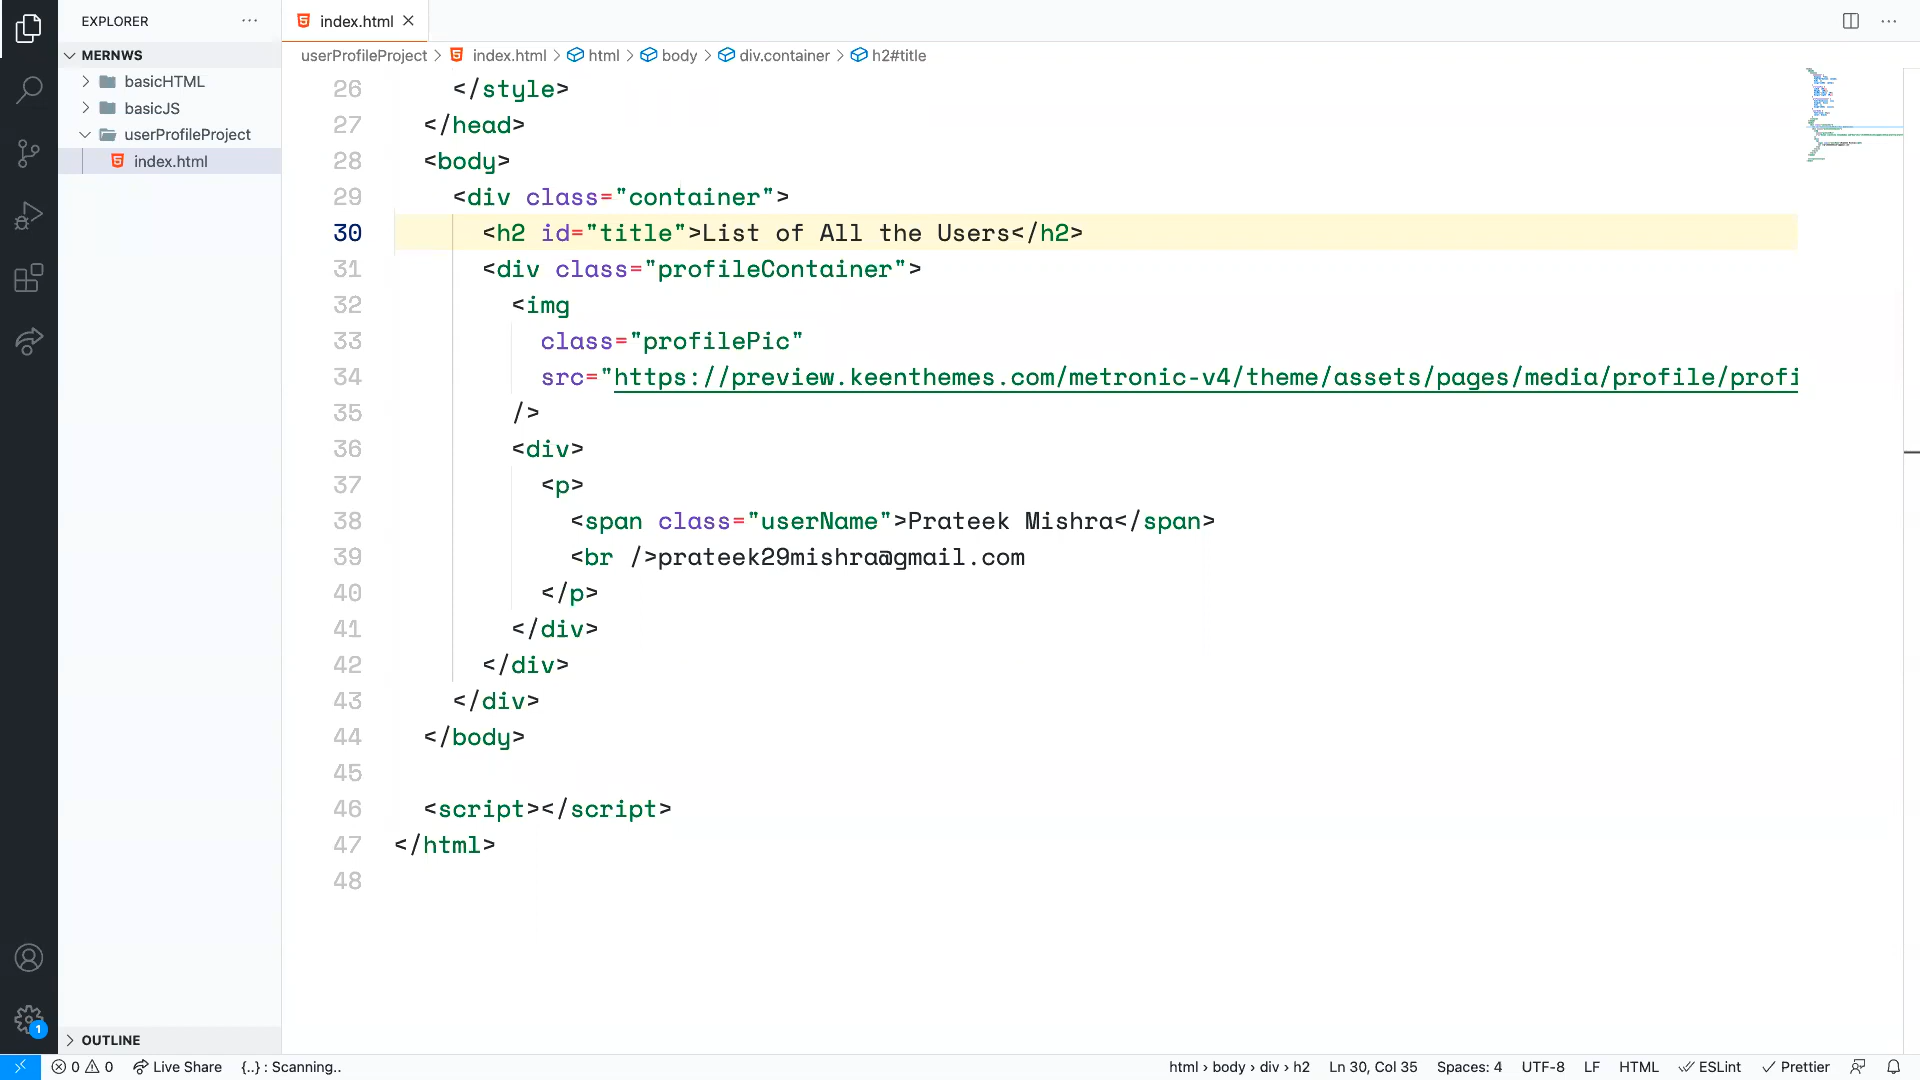 EXPLORER
MERNWS
basicHTML
basicJS
userProfileProject
index.html
OUTLINE
index.html
userProfileProject > index.html > html > body > div.container > h2#title
26 </style>
27 </head>
28 <body>
29 <div class="container">
30 <h2 id="title">List of All the Users</h2>
31 <div class="profileContainer">
32 <img
33 class="profilePic"
34 src="https://preview.keenthemes.com/metronic-v4/theme/assets/pages/media/profile/profi
35 />
36 <div>
37 <p>
38 <span class="userName">Prateek Mishra</span>
39 <br />prateek29mishra@gmail.com
40 </p>
41 </div>
42 </div>
43 </div>
44 </body>
45
46 <script></script>
47 </html>
48
1
0 0 Live Share {..} : Scanning.. html › body › div › h2 Ln 30, Col 35 Spaces: 4 UTF-8 LF HTML ESLint Prettier